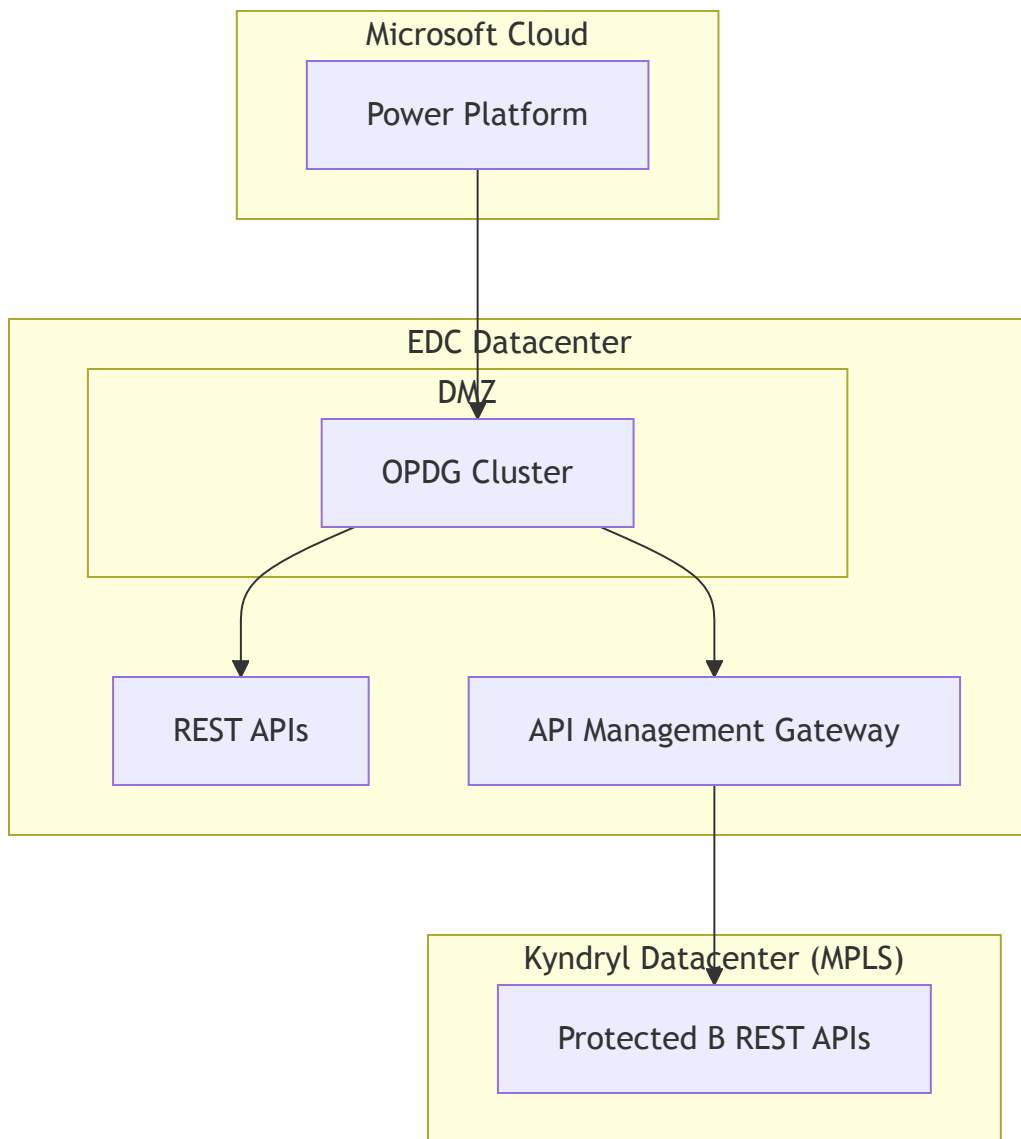 Microsoft Cloud
Power Platform
EDC Datacenter
DMZ
OPDG Cluster
REST APIs
API Management Gateway
Kyndryl Datacenter (MPLS)
Protected B REST APIs